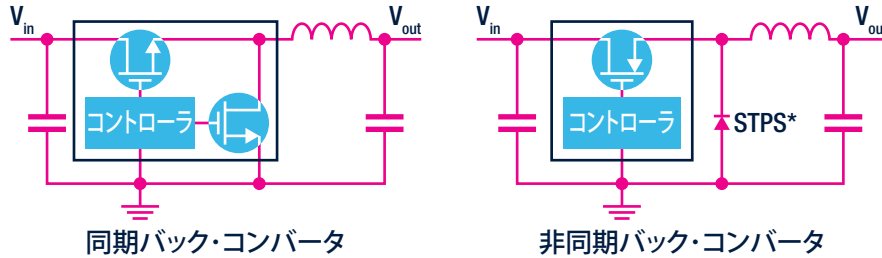 Vin
Vout
コントローラ
同期バック・コンバータ
Vin
Vou
コントローラ
STPS*
非同期バック・コンバータ